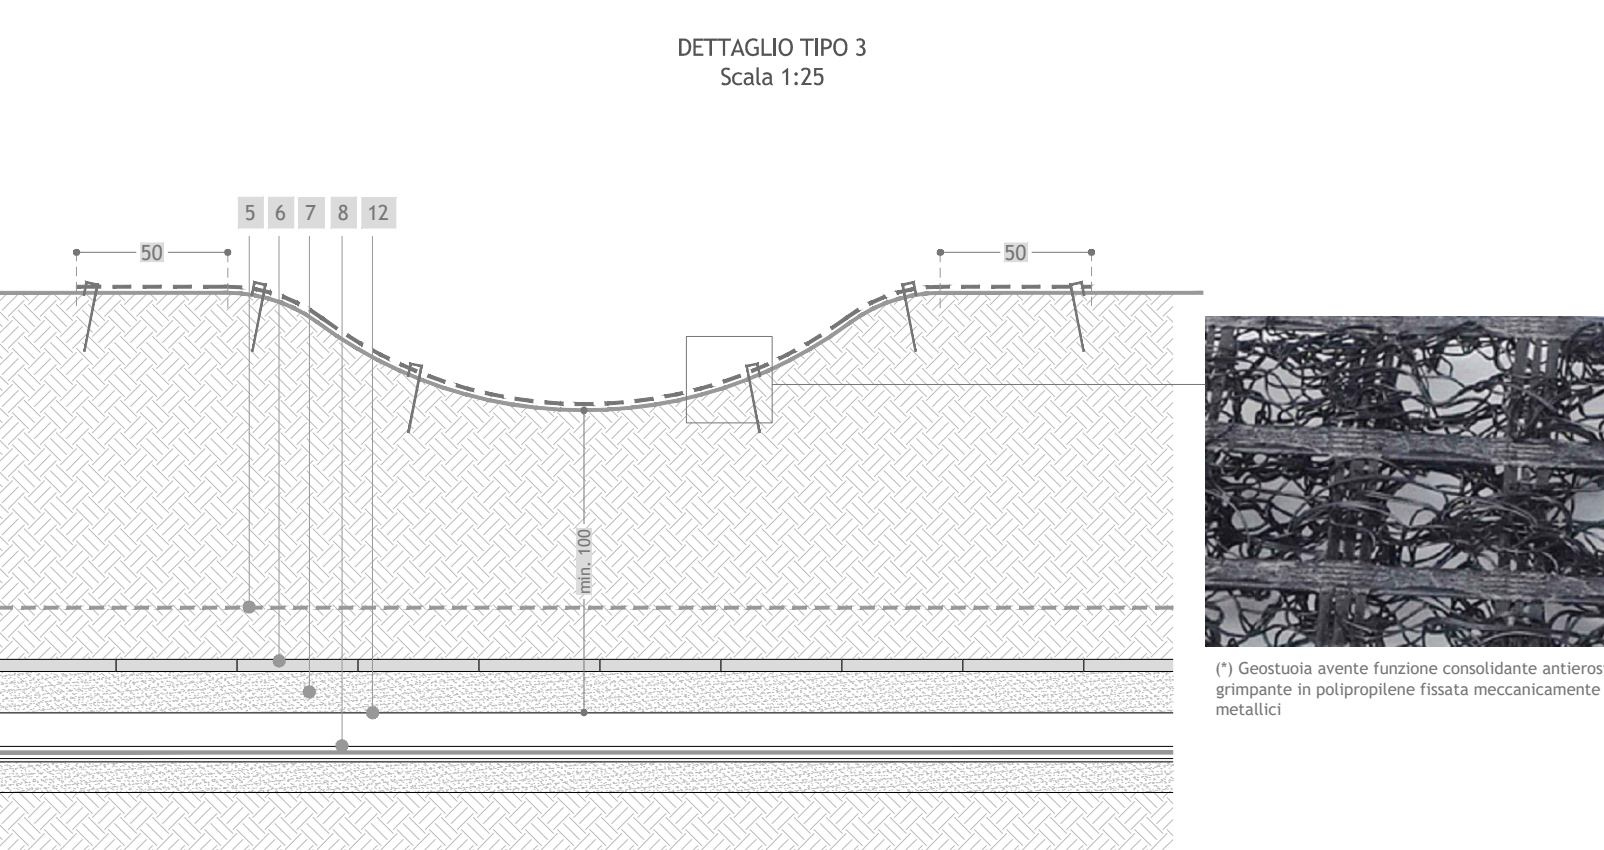 DETTAGLIO TIPO 3
Scala 1:25
5 6 7 8 12
50
50
min. 100
(*) Geostuoia avente funzione consolidante
grimpante in polipropilene fissata meccanicamente
metallici